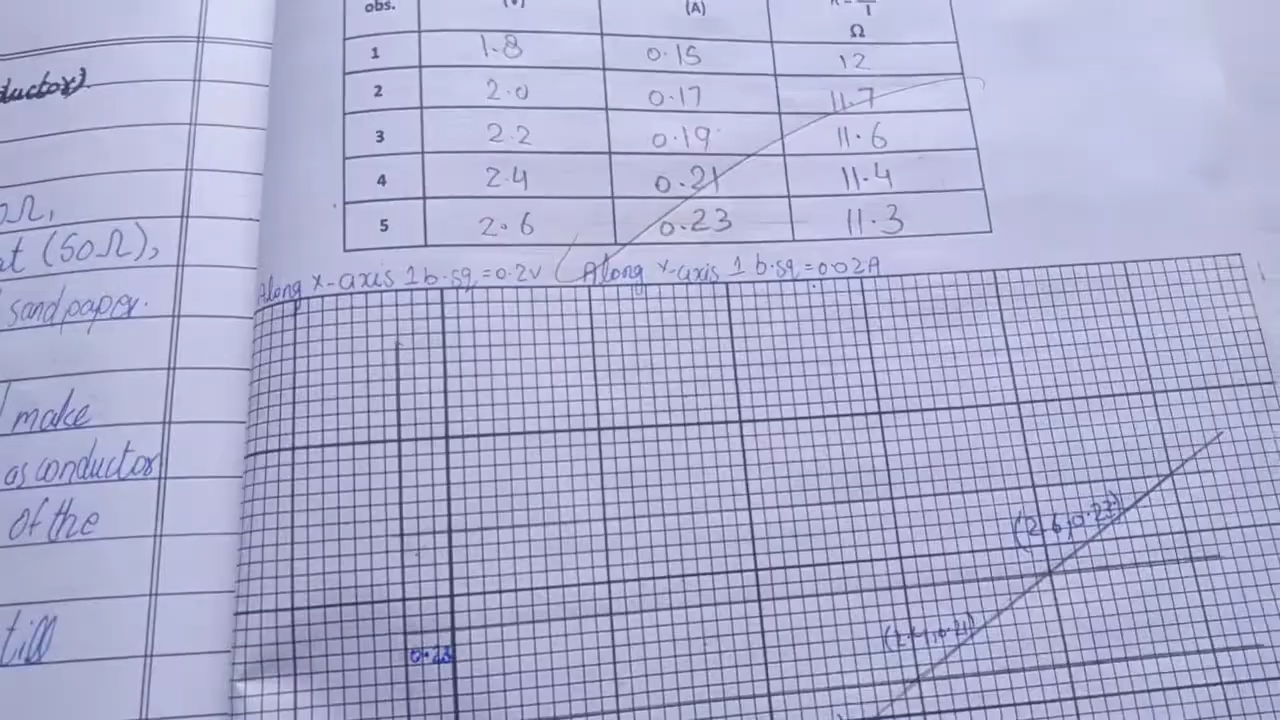 ductor)
Ω,
at (50Ω),
sandpaper.
make
as conductor
of the
till
obs. (A) Ω
1 1.8 0.15 12
2 2.0 0.17 11.7
3 2.2 0.19 11.6
4 2.4 0.21 11.4
5 2.6 0.23 11.3
Along x-axis 1 b.sq = 0.2v Along x-axis 1 b.sq = 0.02A
(2.6, 0.23)
(2.4, 0.21)
0.23